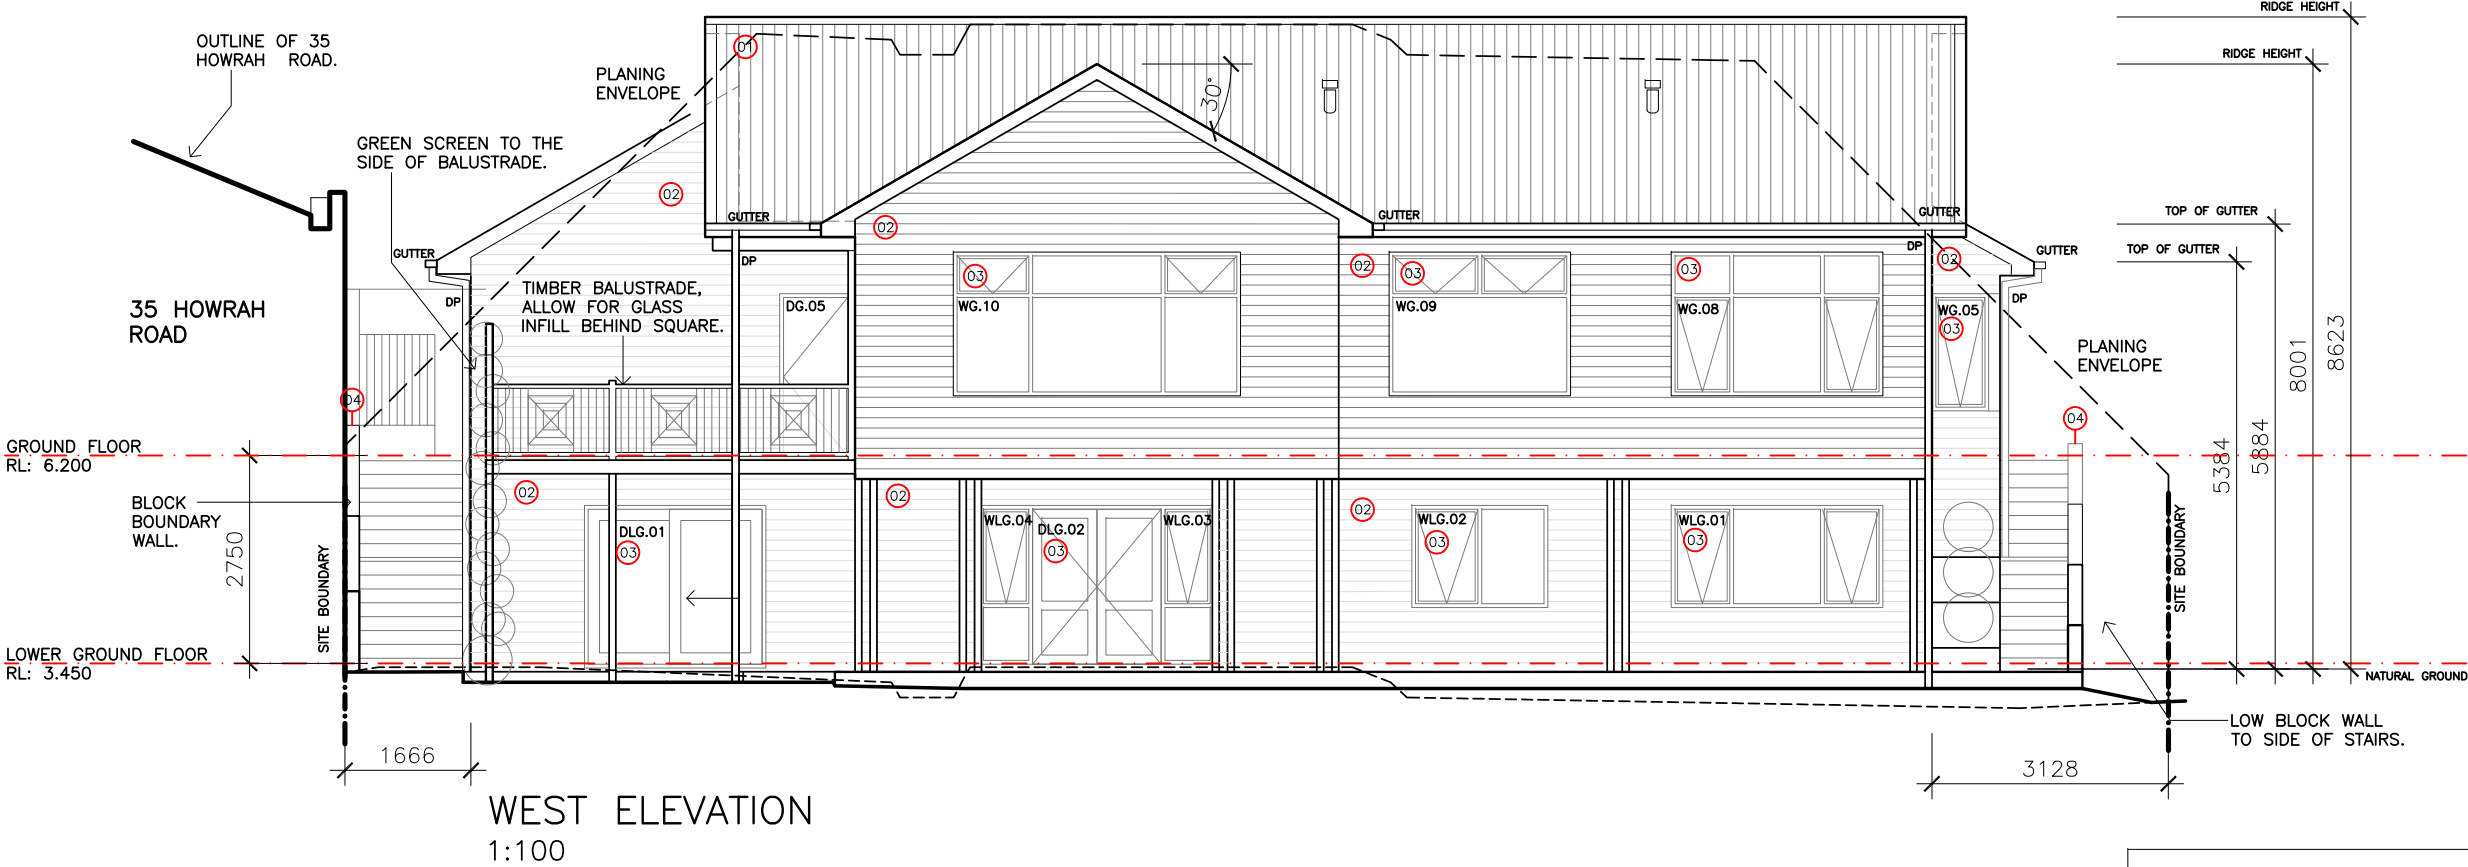 RIDGE HEIGHT
RIDGE HEIGHT
OUTLINE OF 35
HOWRAH ROAD.
01
PLANING
ENVELOPE
30°
GREEN SCREEN TO THE
SIDE OF BALUSTRADE.
02
GUTTER
02
GUTTER
GUTTER
TOP OF GUTTER
TOP OF GUTTER
GUTTER
DP
02
03
02
03
03
DP
02
GUTTER
DP
DP
TIMBER BALUSTRADE,
ALLOW FOR GLASS
INFILL BEHIND SQUARE.
DG.05
WG.10
WG.09
WG.08
WG.05
03
35 HOWRAH
ROAD
PLANING
ENVELOPE
8623
8001
5884
5384
04
04
GROUND FLOOR
RL: 6.200
BLOCK
BOUNDARY
WALL.
2750
SITE BOUNDARY
02
DLG.01
03
02
WLG.04
DLG.02
03
WLG.03
02
WLG.02
03
WLG.01
03
SITE BOUNDARY
LOWER GROUND FLOOR
RL: 3.450
NATURAL GROUND
LOW BLOCK WALL
TO SIDE OF STAIRS.
1666
3128
WEST ELEVATION
1:100